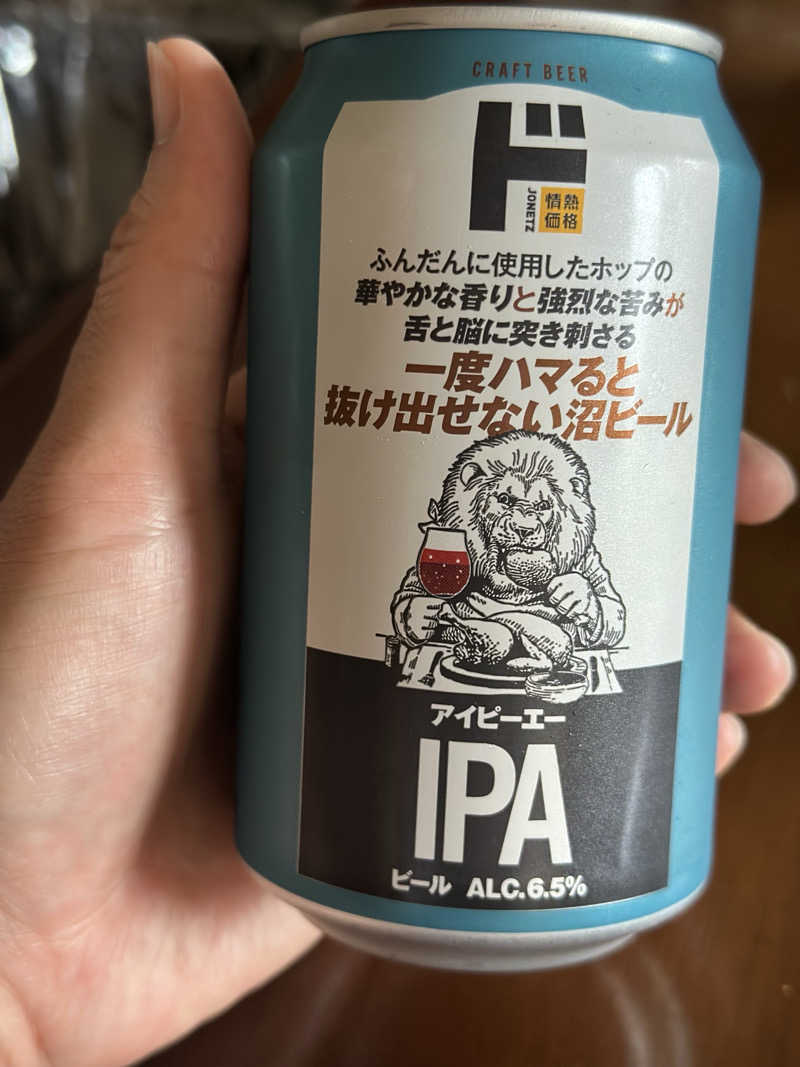 CRAFT BEER
ド
JONETZ
情熱
価格
ふんだんに使用したホップの
華やかな香りと強烈な苦みが
舌と脳に突き刺さる
一度ハマると
抜け出せない沼ビール
アイピーエー
IPA
ビール ALC.6.5%